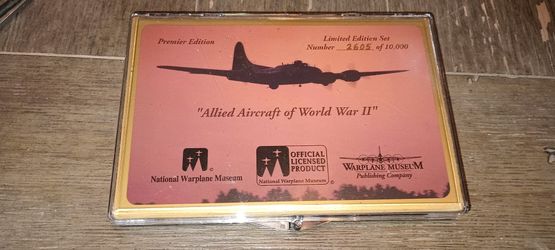 Premier Edition
Limited Edition Set
Number 2605 of 10,000
"Allied Aircraft of World War II"
National Warplane Museum
OFFICIAL
LICENSED
PRODUCT
National Warplane Museum
WARPLANE MUSEUM
Publishing Company